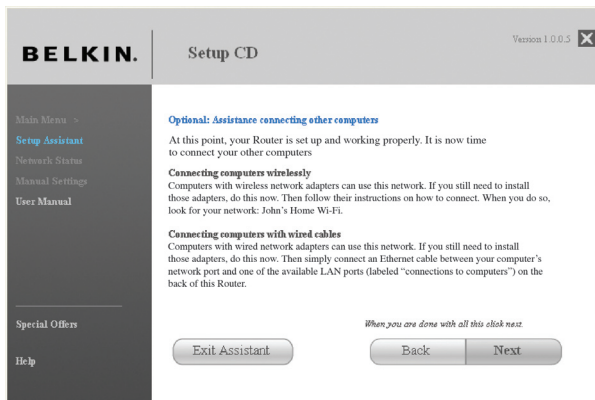 BELKIN.
Setup CD
Version 1.0.0.5
Main Menu >
Setup Assistant
Network Status
Manual Settings
User Manual
Special Offers
Help
Optional: Assistance connecting other computers
At this point, your Router is set up and working properly. It is now time
to connect your other computers
Connecting computers wirelessly
Computers with wireless network adapters can use this network. If you still need to install
those adapters, do this now. Then follow their instructions on how to connect. When you do so,
look for your network: John's Home Wi-Fi.
Connecting computers with wired cables
Computers with wired network adapters can use this network. If you still need to install
those adapters, do this now. Then simply connect an Ethernet cable between your computer's
network port and one of the available LAN ports (labeled “connections to computers”) on the
back of this Router.
When you are done with all this click next.
Exit Assistant
Back
Next